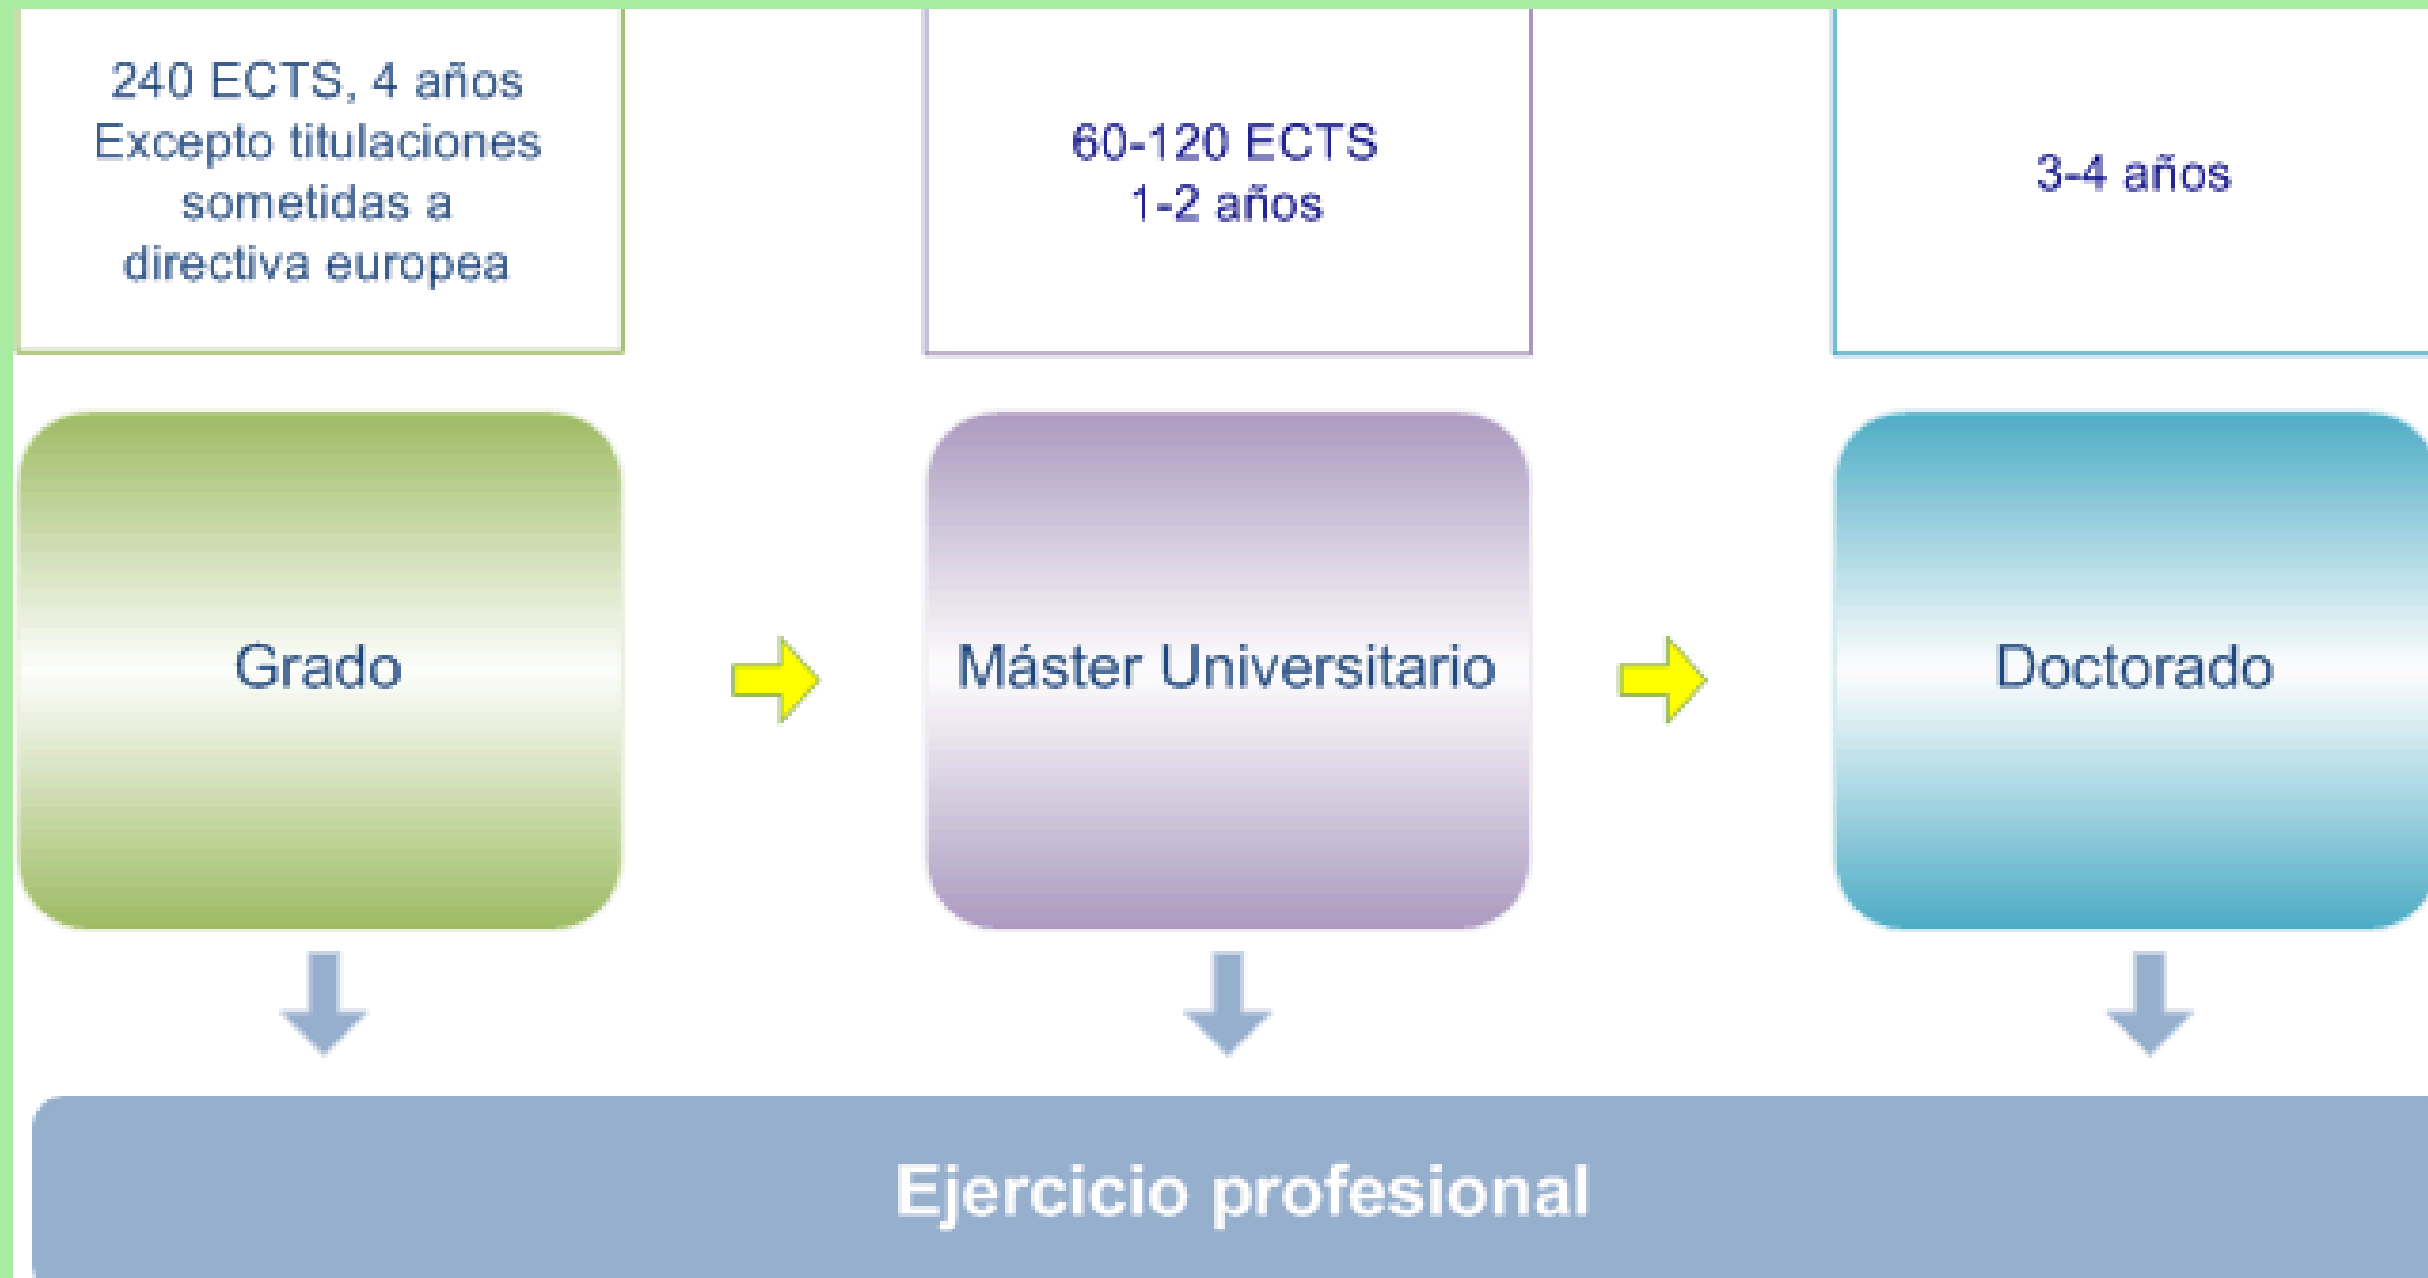 240 ECTS, 4 años
Excepto titulaciones
sometidas a
directiva europea
60-120 ECTS
1-2 años
3-4 años
Grado
Máster Universitario
Doctorado
Ejercicio profesional